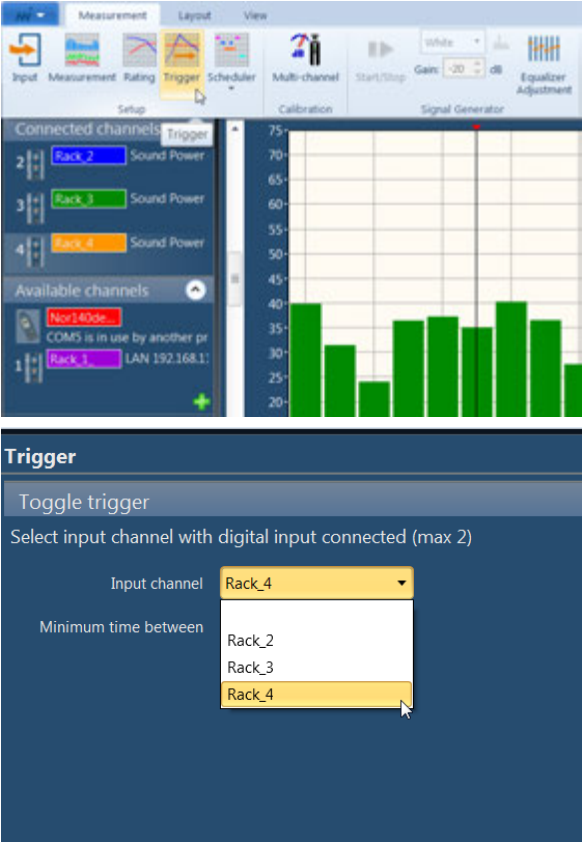 Measurement Layout View
Input Measurement Rating Trigger Scheduler Multi-channel Start/Stop White
Gain: -20 dB Equalizer
Adjustment
Setup Calibration Signal Generator
Connected channels Trigger
2 Rack_2 Sound Power
3 Rack_3 Sound Power
4 Rack_4 Sound Power
Available channels
Nor140de...
COM5 is in use by another pr
1 Rack_1_ LAN 192.168.1
75
70
65
60
55
50
45
40
35
30
25
20
Trigger
Toggle trigger
Select input channel with digital input connected (max 2)
Input channel Rack_4
Minimum time between
Rack_2
Rack_3
Rack_4